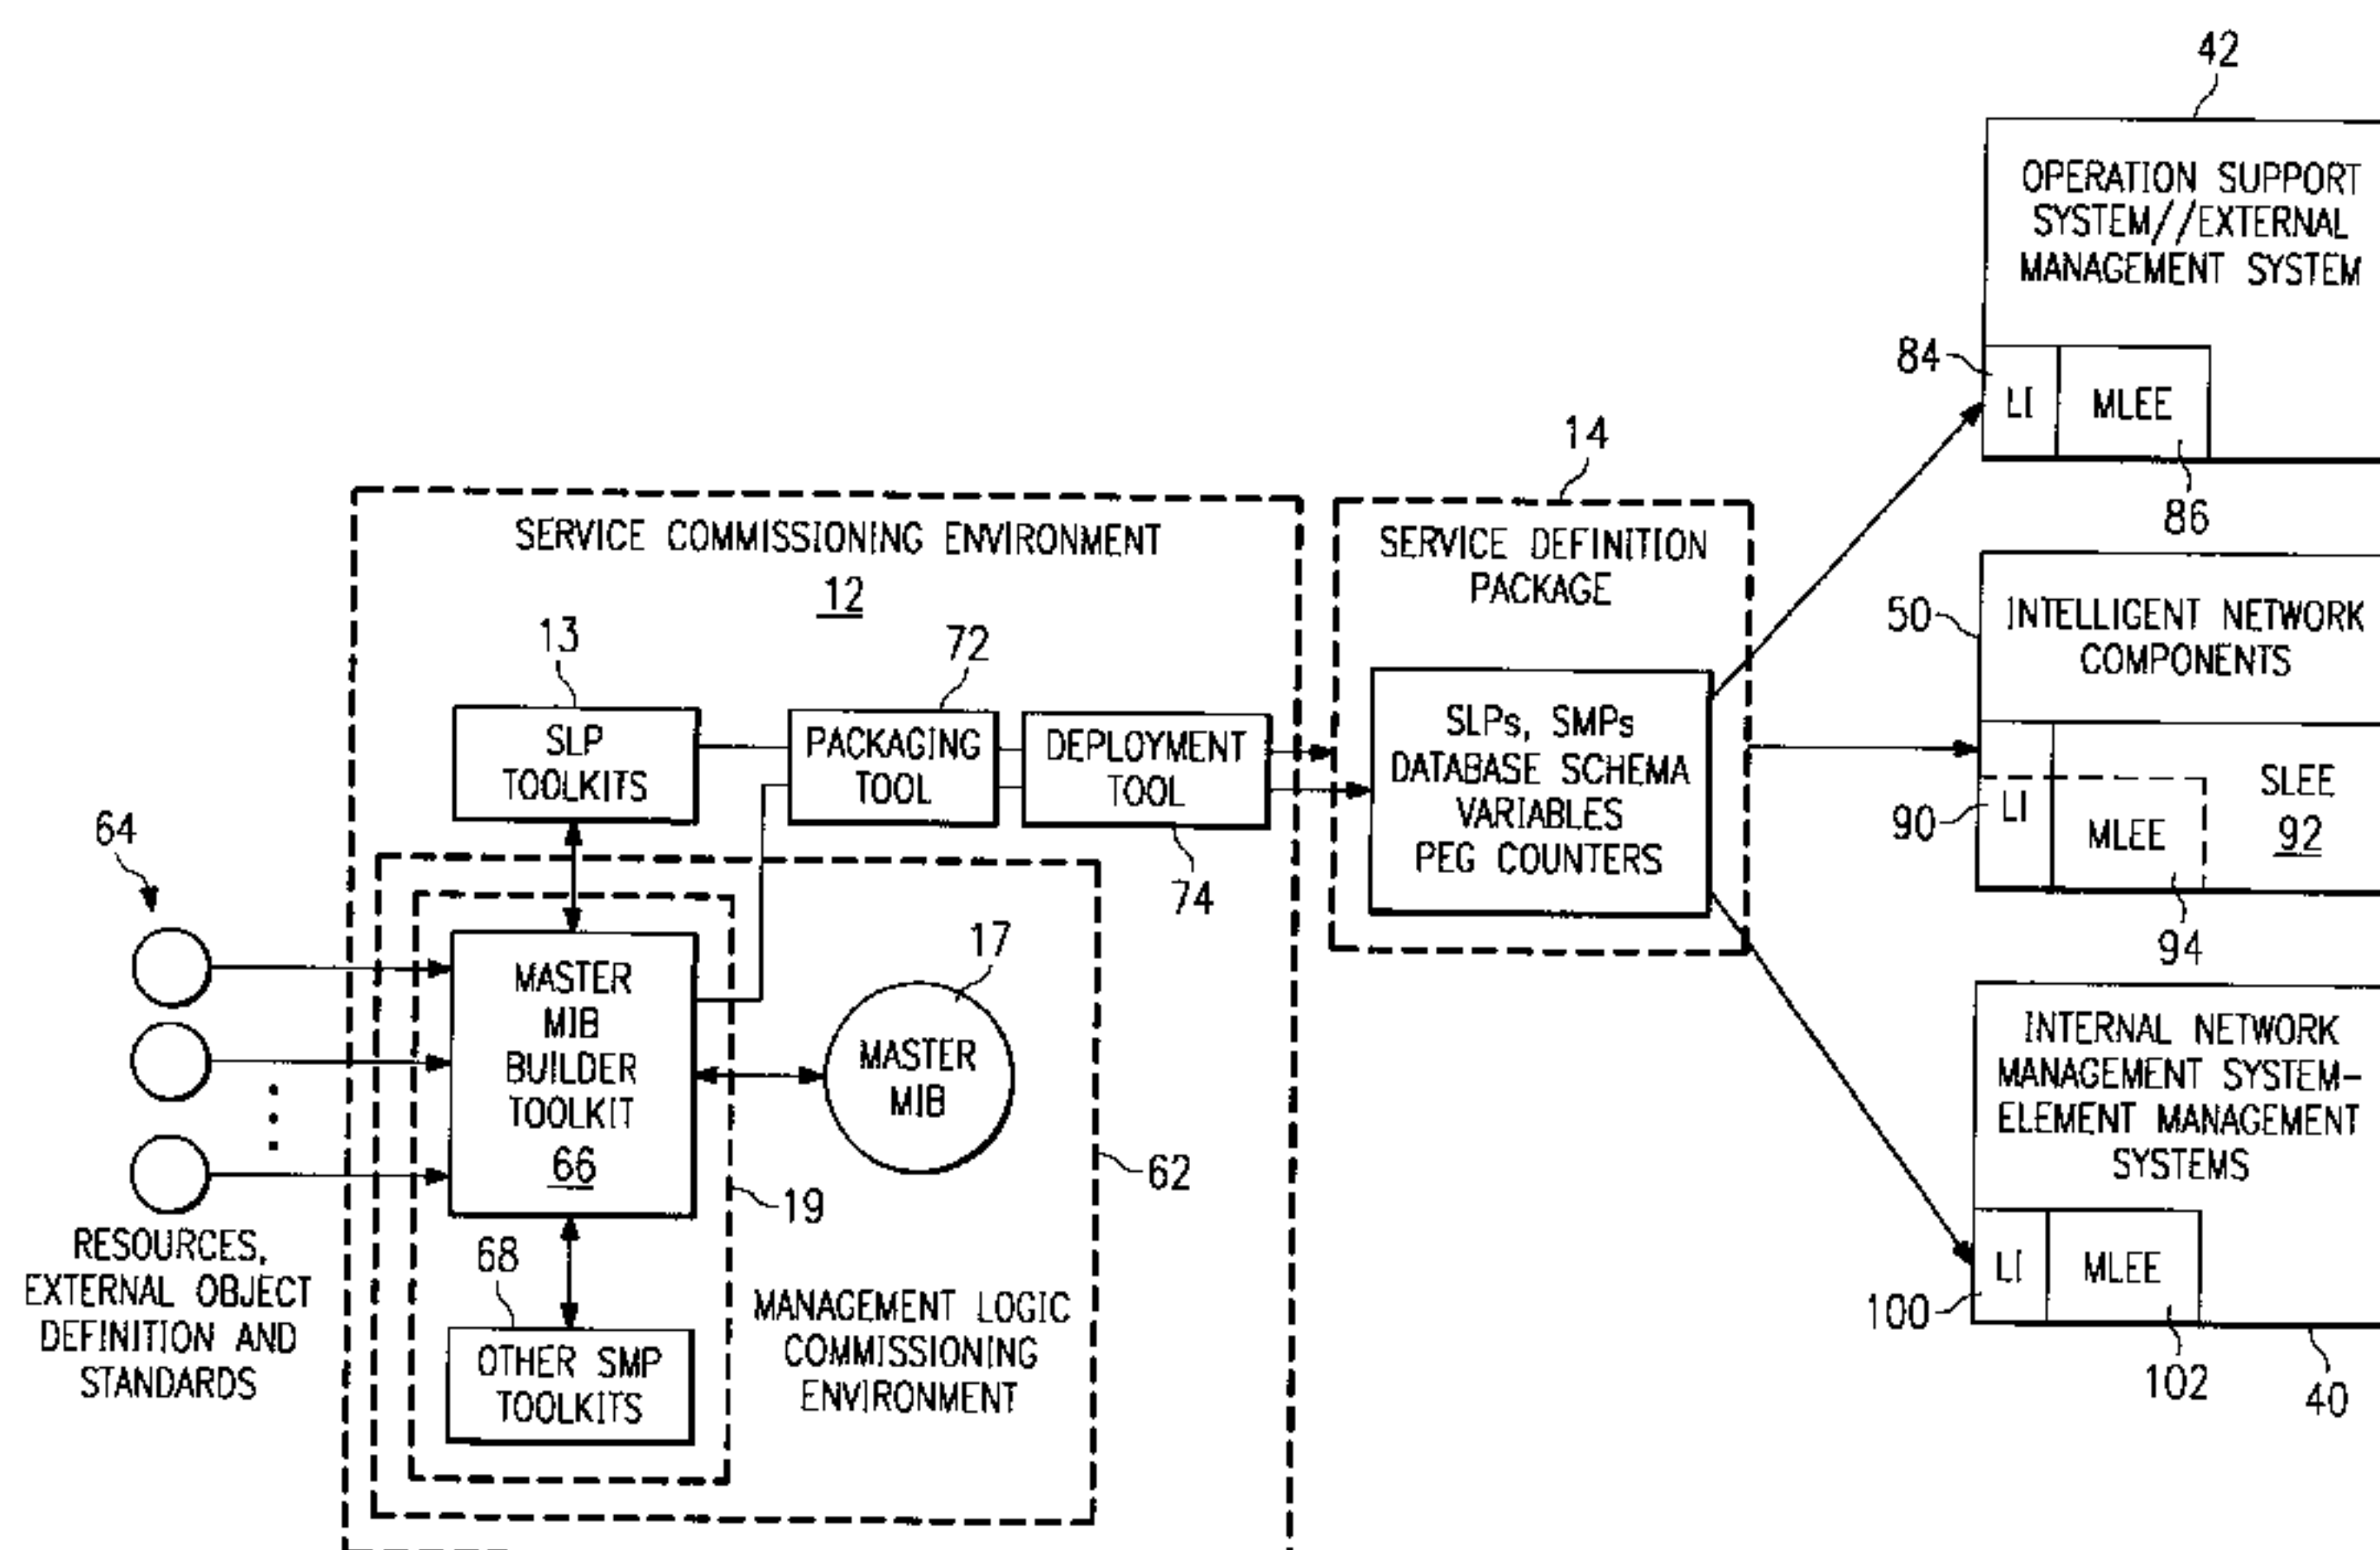 42
OPERATION SUPPORT
SYSTEM//EXTERNAL
MANAGEMENT SYSTEM
84
LI
MLEE
86
14
SERVICE DEFINITION
PACKAGE
SLPs, SMPs
DATABASE SCHEMA
VARIABLES
PEG COUNTERS
SERVICE COMMISSIONING ENVIRONMENT
12
13
SLP
TOOLKITS
72
PACKAGING
TOOL
DEPLOYMENT
TOOL
74
50
INTELLIGENT NETWORK
COMPONENTS
90
LI
MLEE
SLEE
92
94
64
RESOURCES,
EXTERNAL OBJECT
DEFINITION AND
STANDARDS
MASTER
MIB
BUILDER
TOOLKIT
66
17
MASTER
MIB
62
19
68
OTHER SMP
TOOLKITS
MANAGEMENT LOGIC
COMMISSIONING
ENVIRONMENT
INTERNAL NETWORK
MANAGEMENT SYSTEM-
ELEMENT MANAGEMENT
SYSTEMS
100
LI
MLEE
102
40